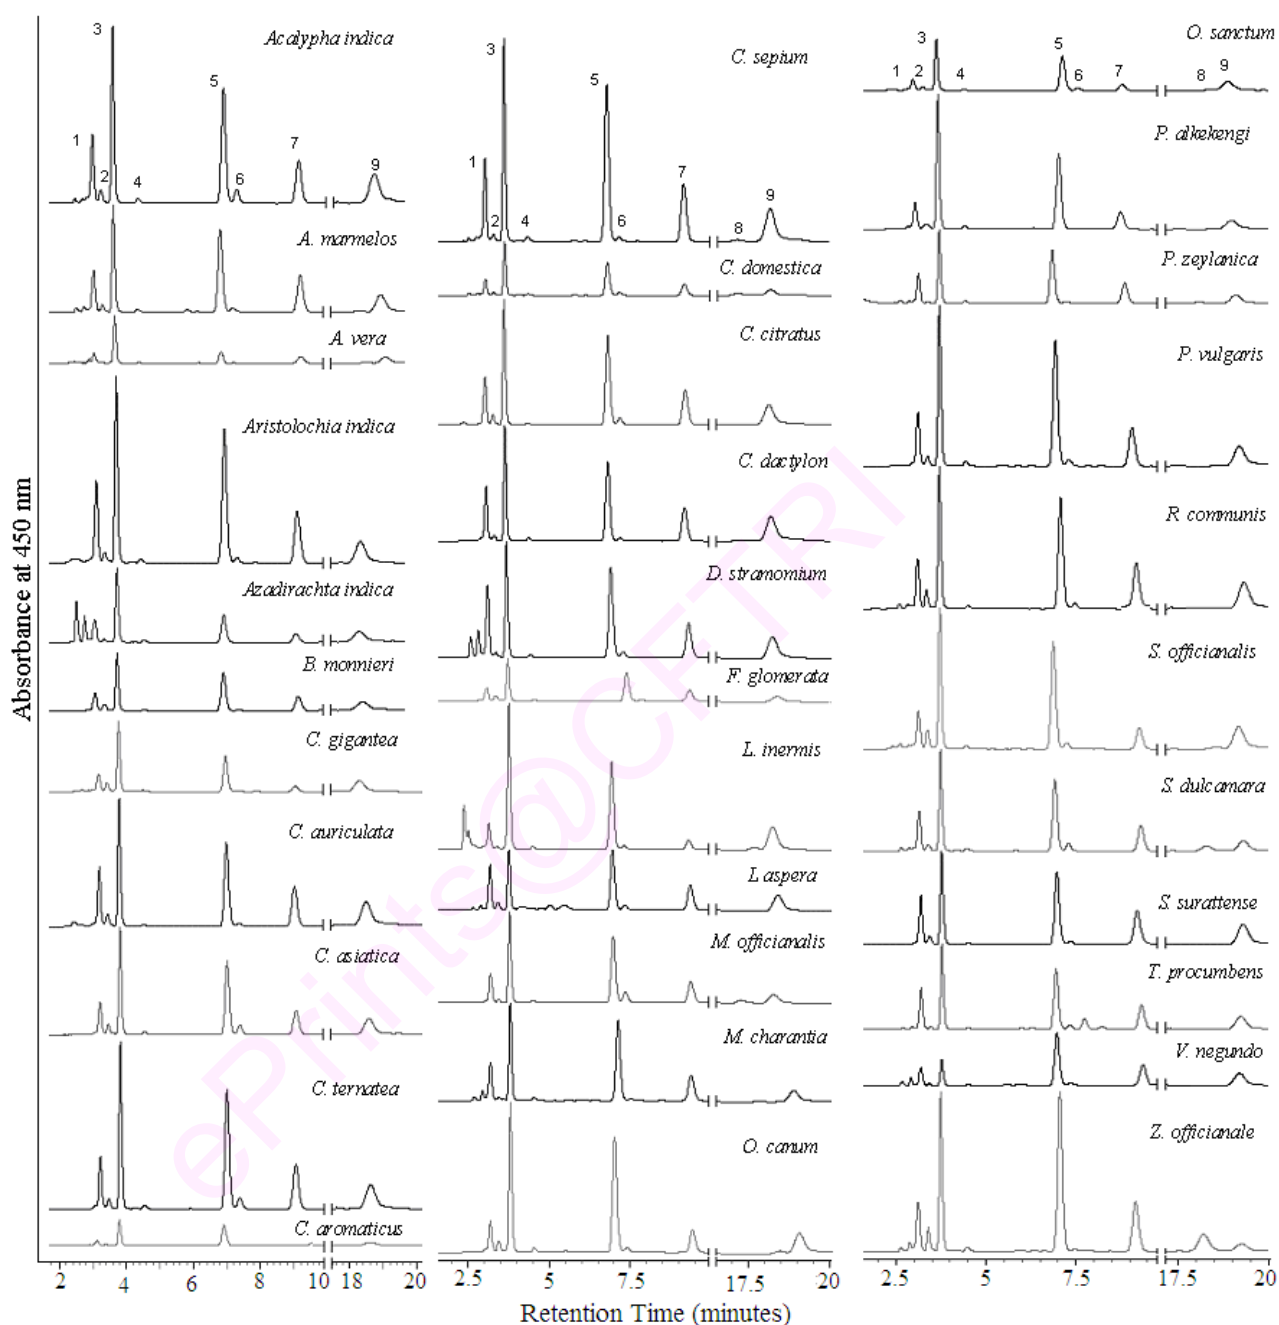 3
Acalypha indica
5
1
7
9
2
4
6
A. marmelos
A. vera
Aristolochia indica
Azadirachta indica
B. monnieri
C. gigantea
C. auriculata
C. asiatica
C. ternatea
C. aromaticus
2 4 6 8 10 18 20
3
C. sepium
5
1
7
9
2
4
6
8
C. domestica
C. citratus
C. dactylon
D. stramomium
F. glomerata
L. inermis
L aspera
M. officianalis
M. charantia
O. canum
2.5 5 7.5 17.5 20
O. sanctum
3
5
1 2 4 6 7 8 9
P. alkekengi
P. zeylanica
P. vulgaris
R communis
S. officianalis
S. dulcamara
S. surattense
T. procumbens
V. negundo
Z. officianale
2.5 5 7.5 17.5 20
Absorbance at 450 nm
Retention Time (minutes)
ePrints@CFTRI